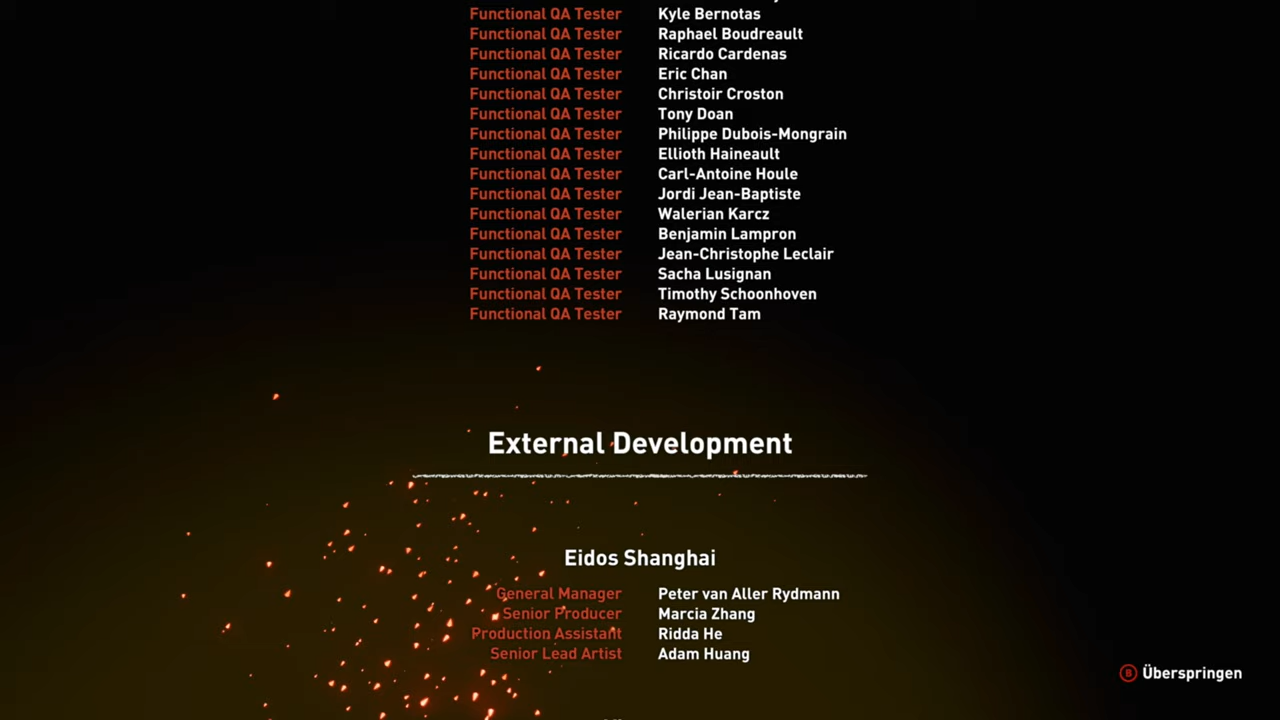 Functional QA Tester Kyle Bernotas
Functional QA Tester Raphael Boudreault
Functional QA Tester Ricardo Cardenas
Functional QA Tester Eric Chan
Functional QA Tester Christoir Croston
Functional QA Tester Tony Doan
Functional QA Tester Philippe Dubois-Mongrain
Functional QA Tester Ellioth Haineault
Functional QA Tester Carl-Antoine Houle
Functional QA Tester Jordi Jean-Baptiste
Functional QA Tester Walerian Karcz
Functional QA Tester Benjamin Lampron
Functional QA Tester Jean-Christophe Leclair
Functional QA Tester Sacha Lusignan
Functional QA Tester Timothy Schoonhoven
Functional QA Tester Raymond Tam
External Development
Eidos Shanghai
General Manager Peter van Aller Rydmann
Senior Producer Marcia Zhang
Production Assistant Ridda He
Senior Lead Artist Adam Huang
B Überspringen